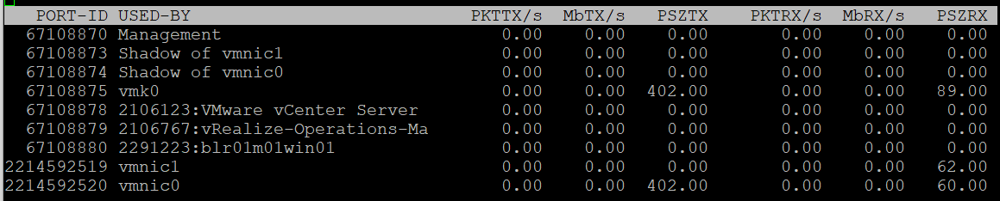 PORT-ID USED-BY PKTTX/s MbTX/s PSZTX PKTRX/s MbRX/s PSZRX
67108870 Management 0.00 0.00 0.00 0.00 0.00 0.00
67108873 Shadow of vmnic1 0.00 0.00 0.00 0.00 0.00 0.00
67108874 Shadow of vmnic0 0.00 0.00 0.00 0.00 0.00 0.00
67108875 vmk0 0.00 0.00 402.00 0.00 0.00 89.00
67108878 2106123:VMware vCenter Server 0.00 0.00 0.00 0.00 0.00 0.00
67108879 2106767:vRealize-Operations-Ma 0.00 0.00 0.00 0.00 0.00 0.00
67108880 2291223:blr01m01win01 0.00 0.00 0.00 0.00 0.00 0.00
2214592519 vmnic1 0.00 0.00 0.00 0.00 0.00 62.00
2214592520 vmnic0 0.00 0.00 402.00 0.00 0.00 60.00